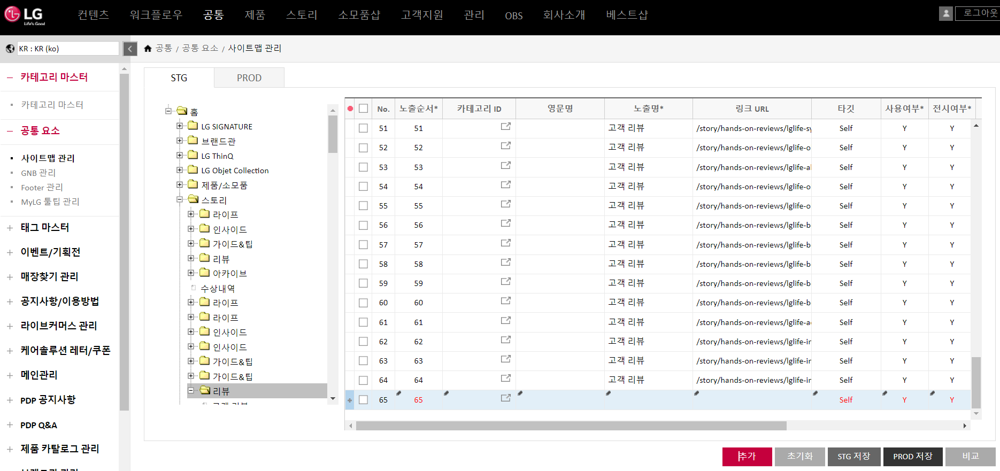 LG
Life's Good
컨텐츠 워크플로우 공통 제품 스토리 소모품샵 고객지원 관리 OBS 회사소개 베스트샵 로그아웃
KR : KR (ko)
공통 / 공통 요소 / 사이트맵 관리
카테고리 마스터
카테고리 마스터
공통 요소
사이트맵 관리
GNB 관리
Footer 관리
MyLG 툴팁 관리
태그 마스터
이벤트/기획전
매장찾기 관리
공지사항/이용방법
라이브커머스 관리
케어솔루션 레터/쿠폰
메인관리
PDP 공지사항
PDP Q&A
제품 카탈로그 관리
STG PROD
홈
LG SIGNATURE
브랜드관
LG ThinQ
LG Objet Collection
제품/소모품
스토리
라이프
인사이드
가이드&팁
리뷰
아카이브
수상내역
라이프
라이프
인사이드
인사이드
가이드&팁
가이드&팁
리뷰
No. 노출순서* 카테고리 ID 영문명 노출명* 링크 URL 타깃 사용여부* 전시여부*
51 51 고객 리뷰 /story/hands-on-reviews/lglife-sy Self Y Y
52 52 고객 리뷰 /story/hands-on-reviews/lglife-o Self Y Y
53 53 고객 리뷰 /story/hands-on-reviews/lglife-al Self Y Y
54 54 고객 리뷰 /story/hands-on-reviews/lglife-o Self Y Y
55 55 고객 리뷰 /story/hands-on-reviews/lglife-o Self Y Y
56 56 고객 리뷰 /story/hands-on-reviews/lglife-b Self Y Y
57 57 고객 리뷰 /story/hands-on-reviews/lglife-b Self Y Y
58 58 고객 리뷰 /story/hands-on-reviews/lglife-b Self Y Y
59 59 고객 리뷰 /story/hands-on-reviews/lglife-b Self Y Y
60 60 고객 리뷰 /story/hands-on-reviews/lglife-b Self Y Y
61 61 고객 리뷰 /story/hands-on-reviews/lglife-a Self Y Y
62 62 고객 리뷰 /story/hands-on-reviews/lglife-ir Self Y Y
63 63 고객 리뷰 /story/hands-on-reviews/lglife-ir Self Y Y
64 64 고객 리뷰 /story/hands-on-reviews/lglife-ir Self Y Y
65 65 Self Y Y
추가 초기화 STG 저장 PROD 저장 비교